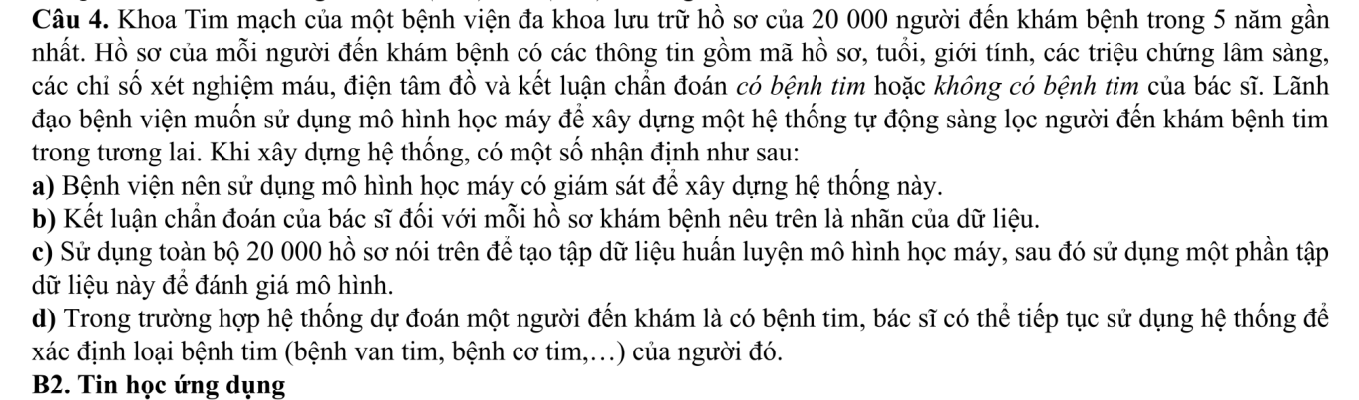 Câu 4. Khoa Tim mạch của một bệnh viện đa khoa lưu trữ hồ sơ của 20 000 người đến khám bệnh trong 5 năm gần
nhất. Hồ sơ của mỗi người đến khám bệnh có các thông tin gồm mã hồ sơ, tuổi, giới tính, các triệu chứng lâm sàng,
các chỉ số xét nghiệm máu, điện tâm đồ và kết luận chẩn đoán có bệnh tim hoặc không có bệnh tim của bác sĩ. Lãnh
đạo bệnh viện muốn sử dụng mô hình học máy để xây dựng một hệ thống tự động sàng lọc người đến khám bệnh tim
trong tương lai. Khi xây dựng hệ thống, có một số nhận định như sau:
a) Bệnh viện nên sử dụng mô hình học máy có giám sát để xây dựng hệ thống này.
b) Kết luận chẩn đoán của bác sĩ đối với mỗi hồ sơ khám bệnh nêu trên là nhãn của dữ liệu.
c) Sử dụng toàn bộ 20 000 hồ sơ nói trên để tạo tập dữ liệu huấn luyện mô hình học máy, sau đó sử dụng một phần tập
dữ liệu này để đánh giá mô hình.
d) Trong trường hợp hệ thống dự đoán một người đến khám là có bệnh tim, bác sĩ có thể tiếp tục sử dụng hệ thống để
xác định loại bệnh tim (bệnh van tim, bệnh cơ tim,…) của người đó.
B2. Tin học ứng dụng